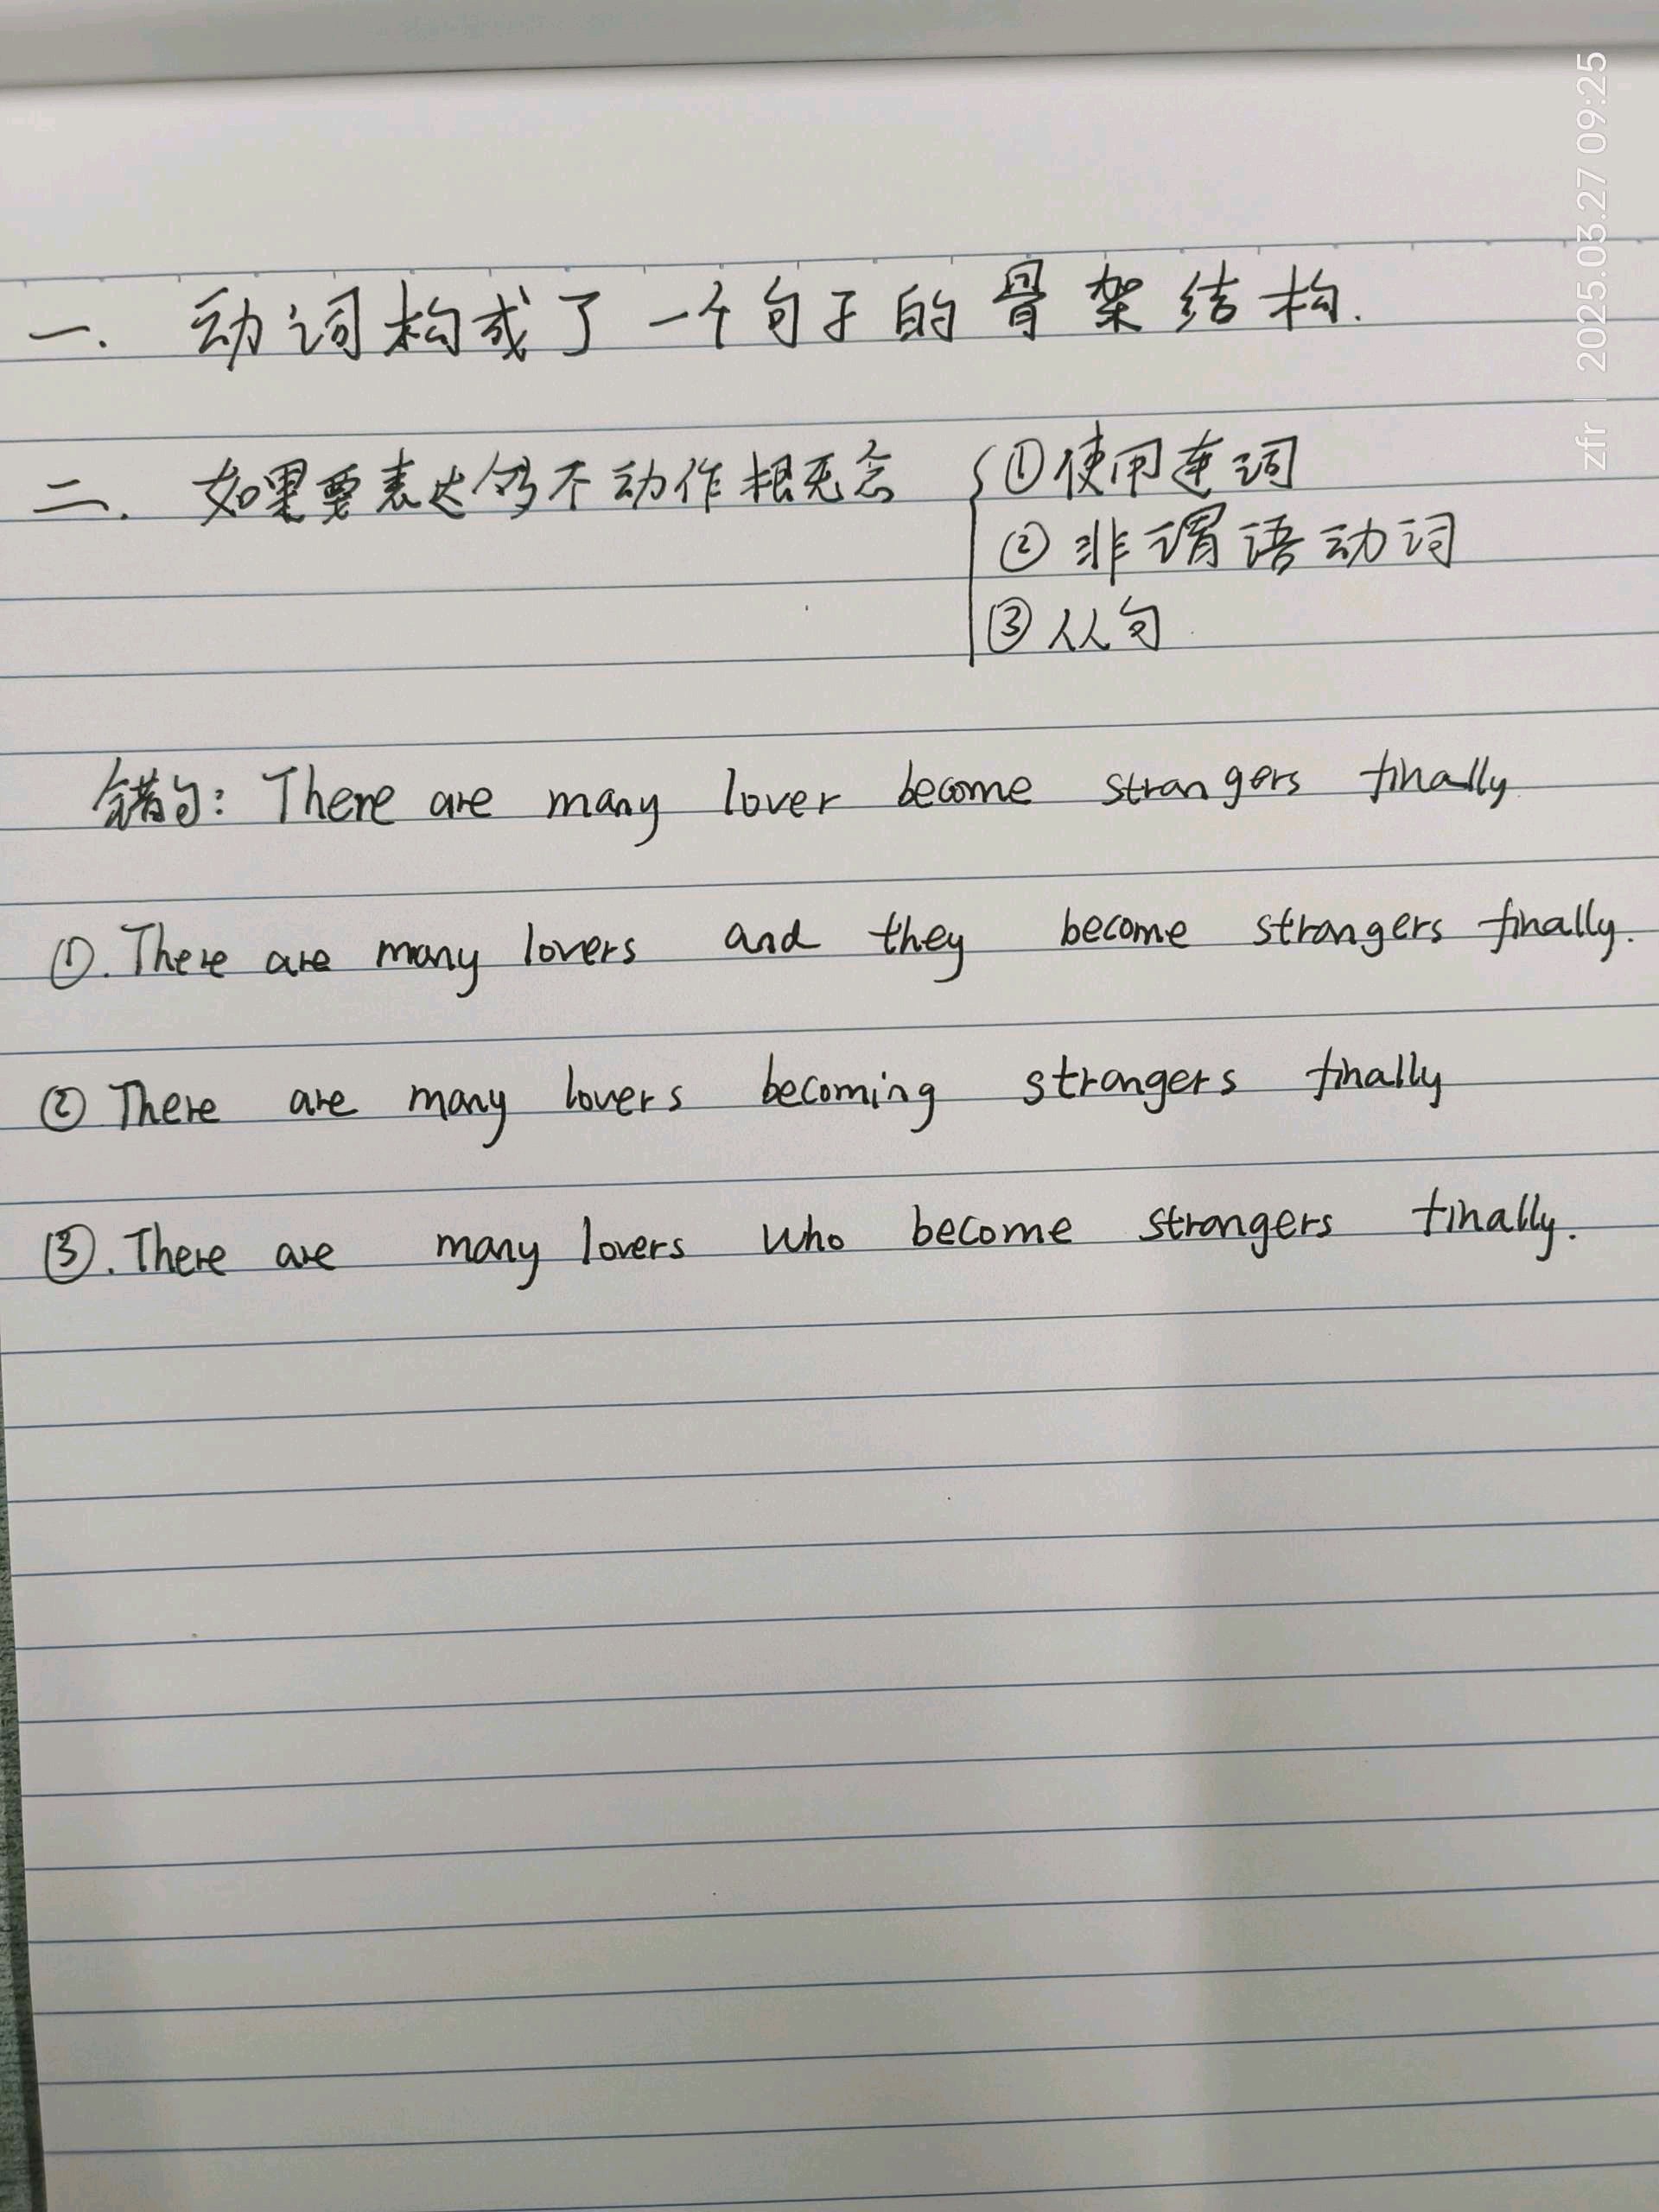 一. 动词构成了一个句子的骨架结构.
二. 如果要表达多个动作概念 ①使用连词
②非谓语动词
③从句
错句: There are many lover become strangers finally
①. There are many lovers and they become strangers finally.
② There are many lovers becoming strangers finally
③. There are many lovers who become strangers finally.
zfr | 2025.03.27 09:25